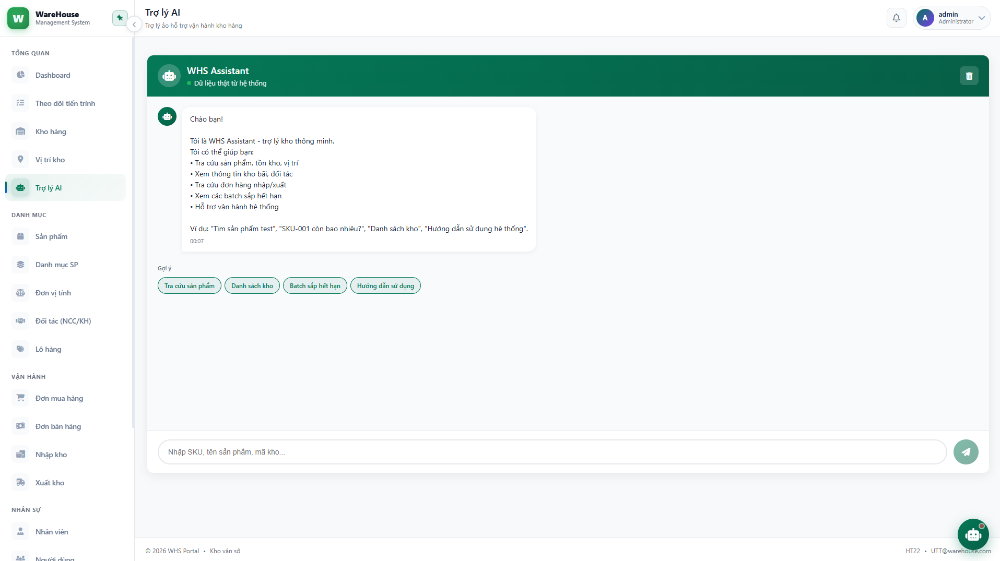 W
WareHouse
Management System
TỔNG QUAN
Dashboard
Theo dõi tiến trình
Kho hàng
Vị trí kho
Trợ lý AI
DANH MỤC
Sản phẩm
Danh mục SP
Đơn vị tính
Đối tác (NCC/KH)
Lô hàng
VẬN HÀNH
Đơn mua hàng
Đơn bán hàng
Nhập kho
Xuất kho
NHÂN SỰ
Nhân viên
Người dùng
Trợ lý AI
Trợ lý ảo hỗ trợ vận hành kho hàng
A
admin
Administrator
WHS Assistant
Dữ liệu thật từ hệ thống
Chào bạn!
Tôi là WHS Assistant - trợ lý kho thông minh.
Tôi có thể giúp bạn:
• Tra cứu sản phẩm, tồn kho, vị trí
• Xem thông tin kho bãi, đối tác
• Tra cứu đơn hàng nhập/xuất
• Xem các batch sắp hết hạn
• Hỗ trợ vận hành hệ thống
Ví dụ: "Tìm sản phẩm test", "SKU-001 còn bao nhiêu?", "Danh sách kho", "Hướng dẫn sử dụng hệ thống".
00:07
Gợi ý
Tra cứu sản phẩm
Danh sách kho
Batch sắp hết hạn
Hướng dẫn sử dụng
Nhập SKU, tên sản phẩm, mã kho...
© 2026 WHS Portal • Kho vận số
HT22 • UTT@warehouse.com